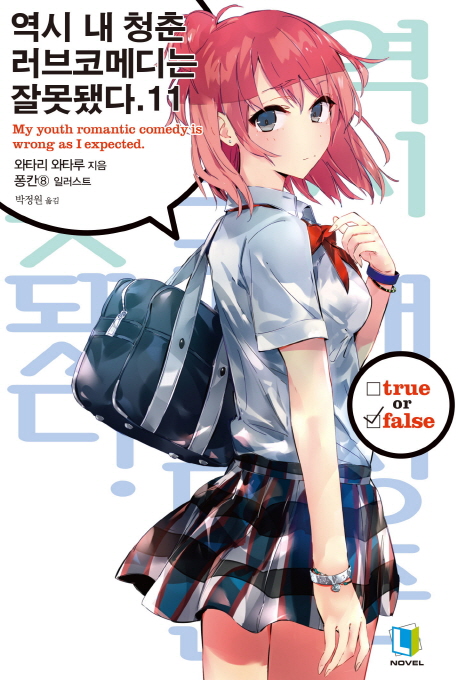 역시 내 청춘
러브코메디는
잘못됐다.11
My youth romantic comedy is
wrong as I expected.
와타리 와타루 지음
퐁칸⑧ 일러스트
박정원 옮김
true
or
false
L
NOVEL